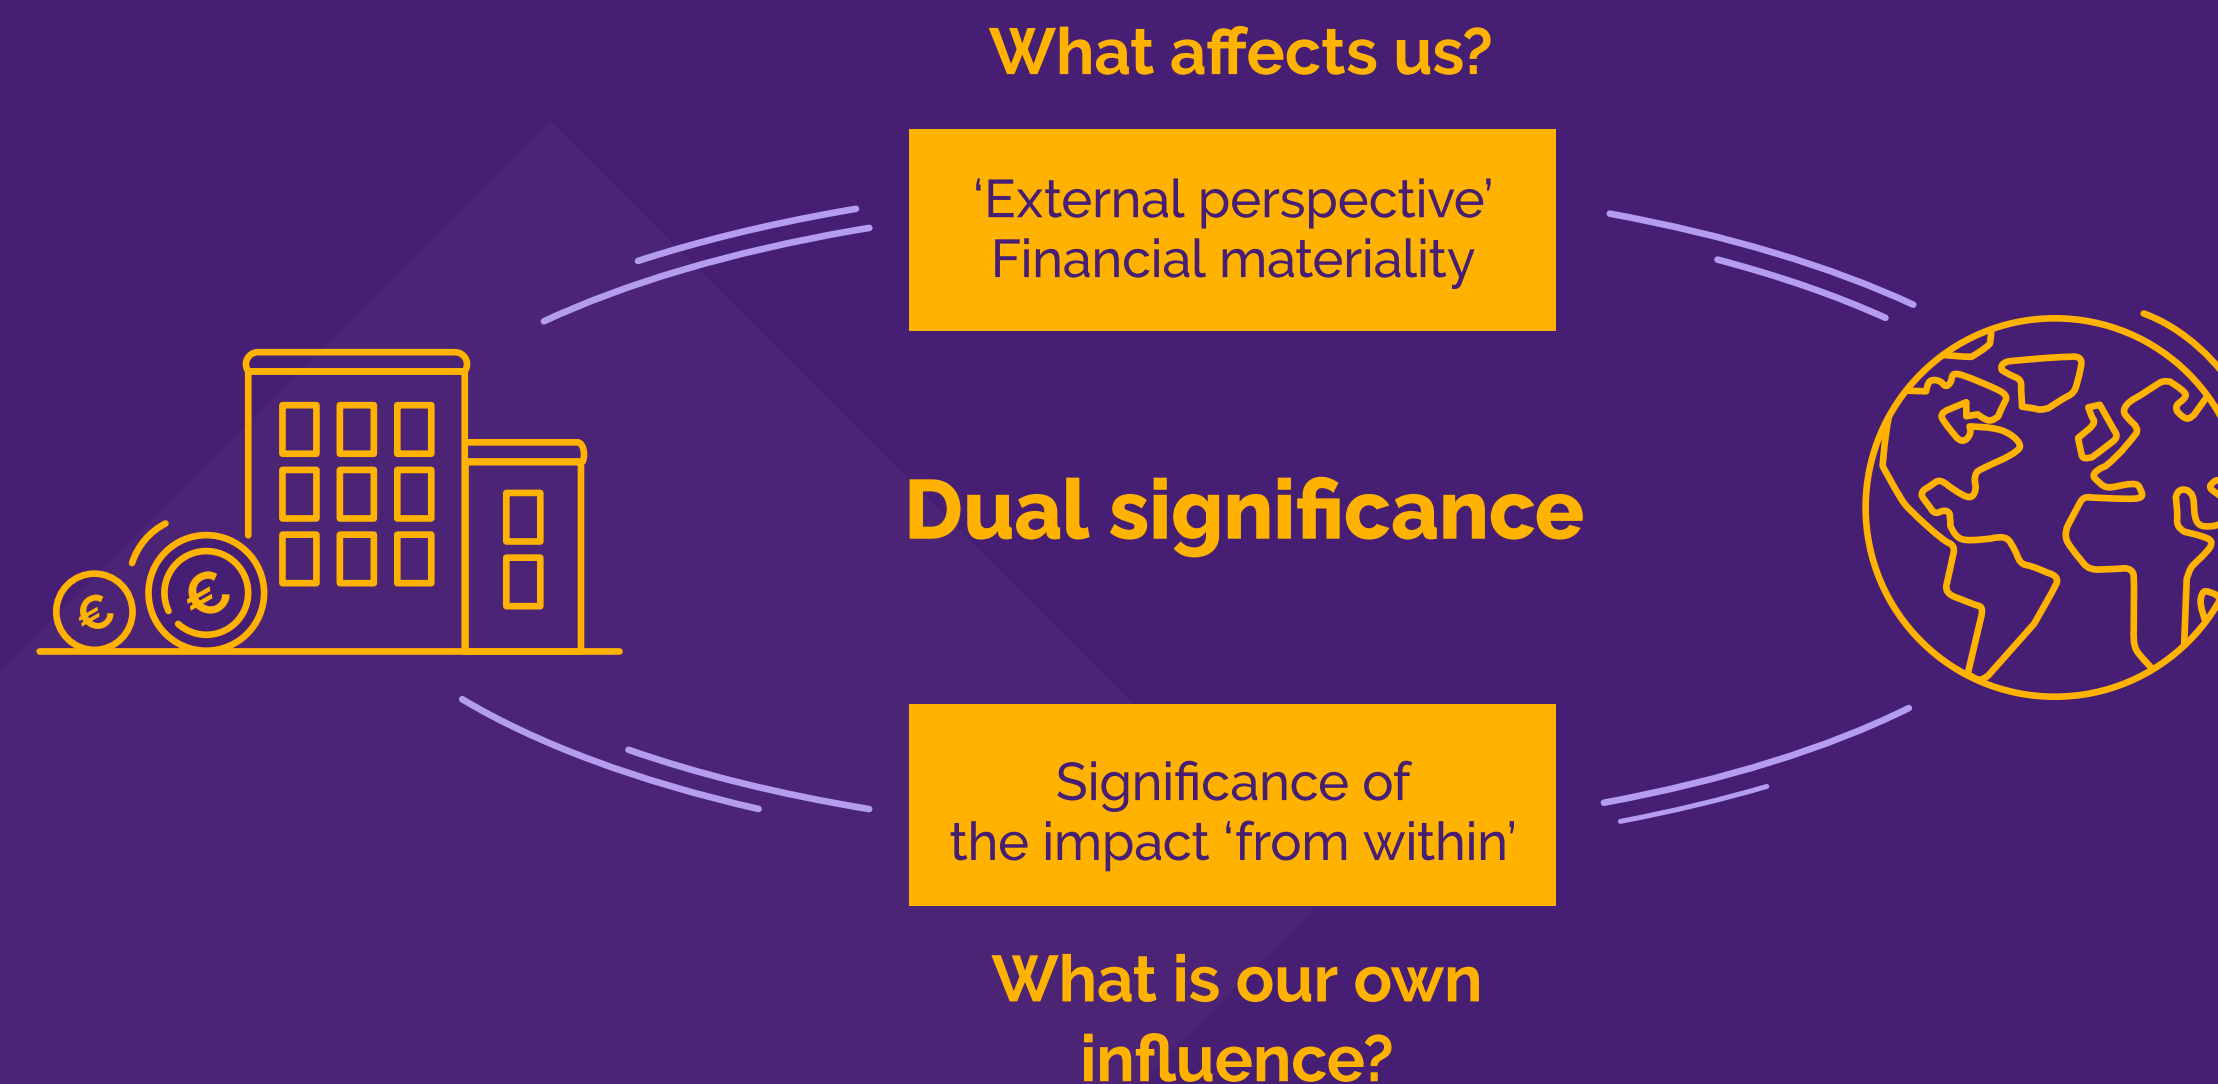 What affects us?
‘External perspective’
Financial materiality
Dual significance
€
€
Significance of
the impact ‘from within’
What is our own
influence?